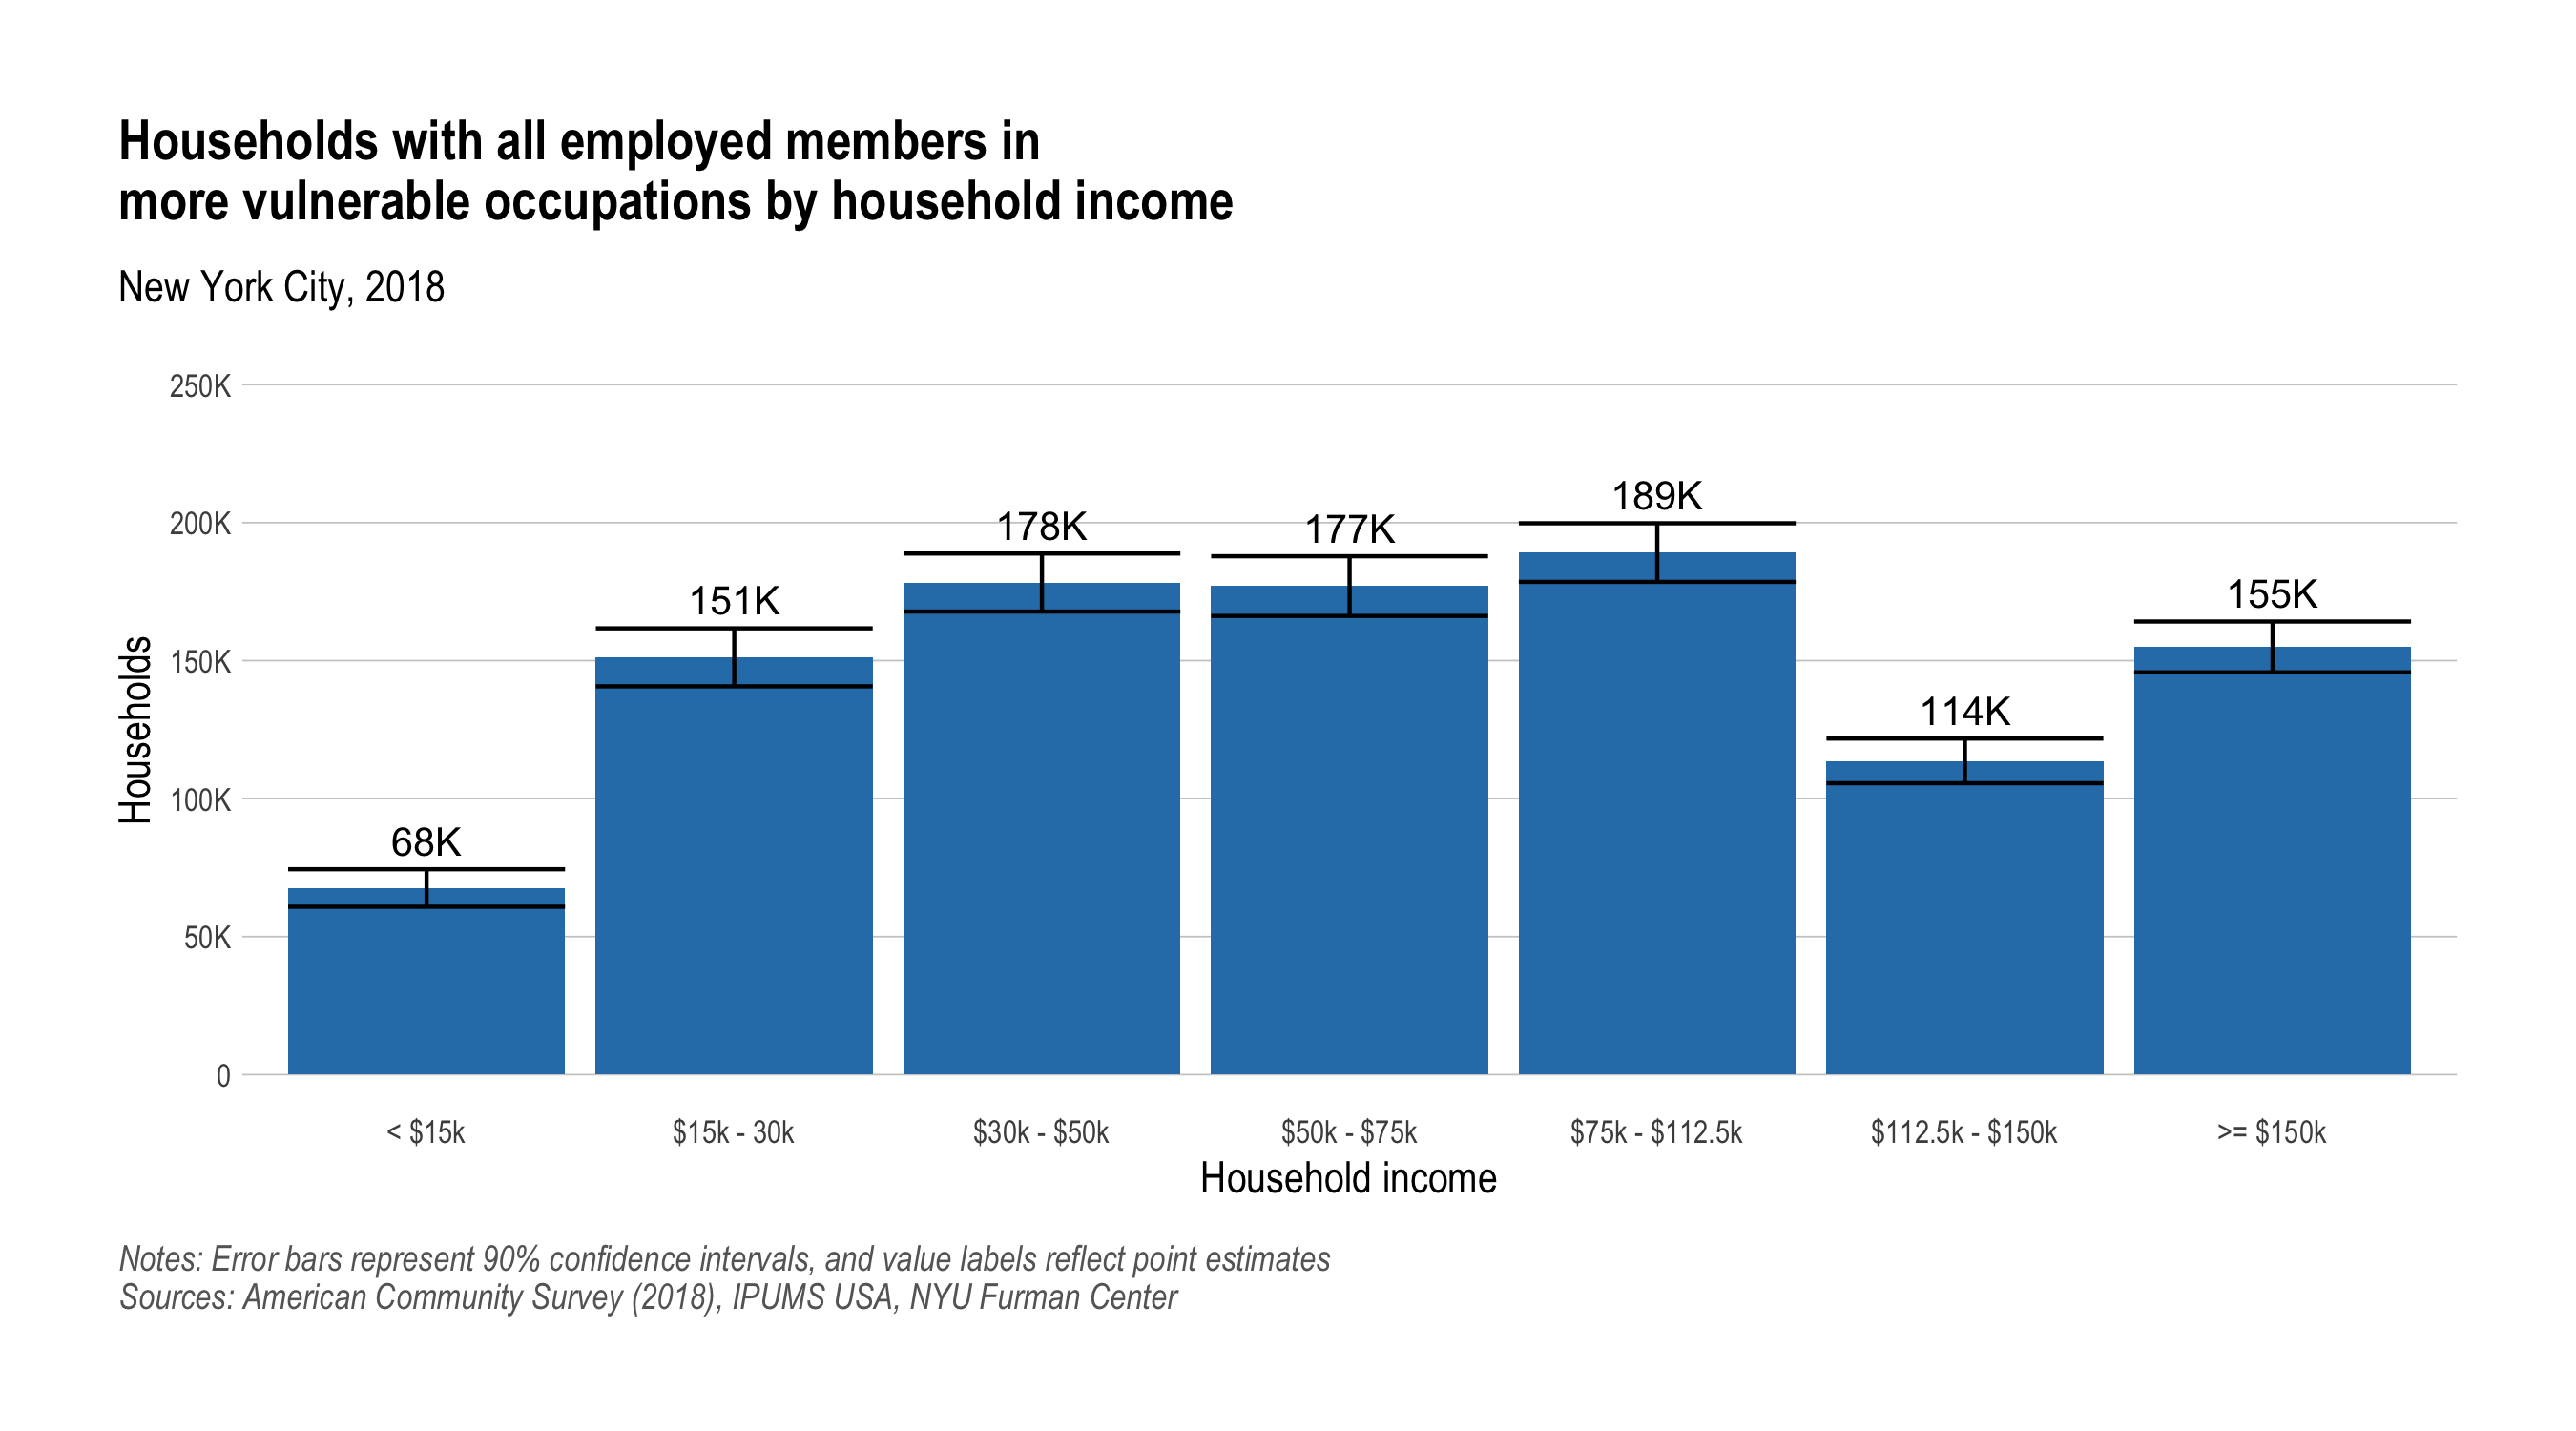 Households with all employed members in
more vulnerable occupations by household income
New York City, 2018
250K
200K
150K
100K
50K
0
Households
68K
151K
178K
177K
189K
114K
155K
< $15k
$15k - 30k
$30k - $50k
$50k - $75k
$75k - $112.5k
$112.5k - $150k
>= $150k
Household income
Notes: Error bars represent 90% confidence intervals, and value labels reflect point estimates
Sources: American Community Survey (2018), IPUMS USA, NYU Furman Center